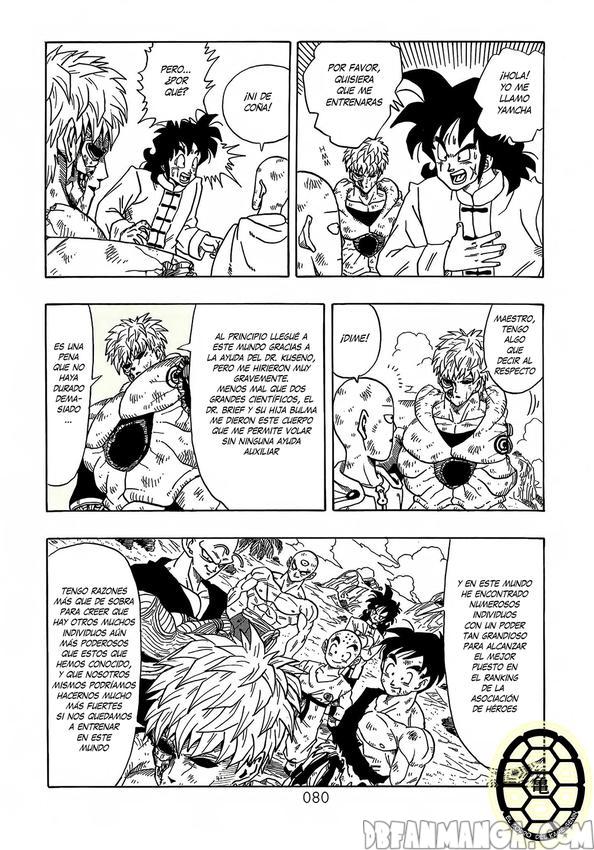 ¡HOLA!
YO ME
LLAMO
YAMCHA
POR FAVOR,
QUISIERA
QUE ME
ENTRENARAS
HWW
¡NI DE
COÑA!
PERO...
¿POR
QUÉ?
MAESTRO,
TENGO
ALGO
QUE
DECIR AL
RESPECTO
¡DIME!
AL PRINCIPIO LLEGUÉ A
ESTE MUNDO GRACIAS A
LA AYUDA DEL DR. KUSENO,
PERO ME HIRIERON MUY
GRAVEMENTE.
MENOS MAL QUE DOS
GRANDES CIENTÍFICOS, EL
DR. BRIEF Y SU HIJA BULMA
ME DIERON ESTE CUERPO
QUE ME PERMITE VOLAR
SIN NINGUNA AYUDA
AUXILIAR
ES UNA
PENA
QUE NO
HAYA
DURADO
DEMA-
SIADO
...
Y EN ESTE MUNDO
HE ENCONTRADO
NUMEROSOS
INDIVIDUOS
CON UN PODER
TAN GRANDIOSO
PARA ALCANZAR
EL MEJOR
PUESTO EN
EL RANKING
DE LA
ASOCIACIÓN
DE HÉROES
TENGO RAZONES
MÁS QUE DE SOBRA
PARA CREER QUE
HAY OTROS MUCHOS
INDIVIDUOS AÚN
MÁS PODEROSOS
QUE ESTOS QUE
HEMOS CONOCIDO,
Y QUE NOSOTROS
MISMOS PODRÍAMOS
HACERNOS MUCHO
MÁS FUERTES
SI NOS QUEDAMOS
A ENTRENAR
EN ESTE
MUNDO
080
亀
DBFANMANGA.COM